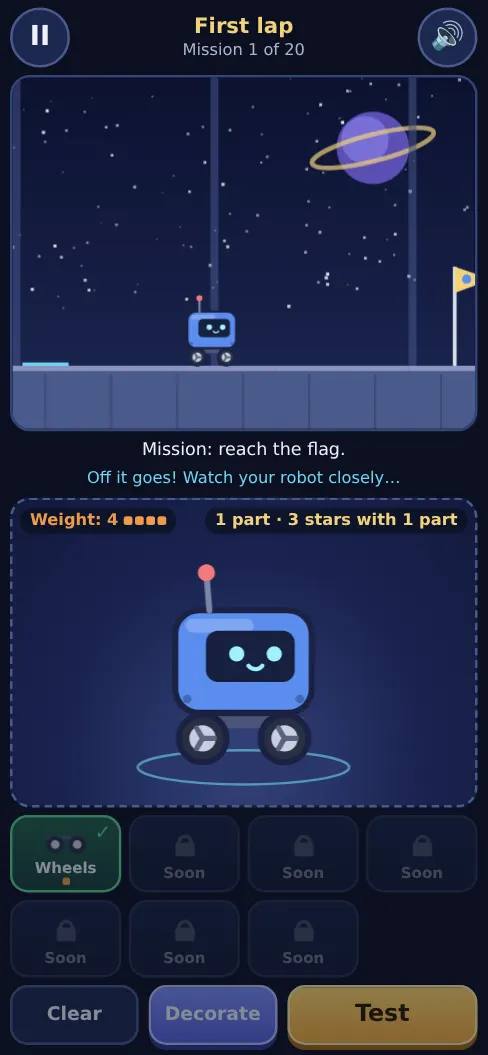 First lap
Mission 1 of 20
Mission: reach the flag.
Off it goes! Watch your robot closely...
Weight: 4
1 part · 3 stars with 1 part
Wheels
Soon
Soon
Soon
Soon
Soon
Soon
Clear
Decorate
Test